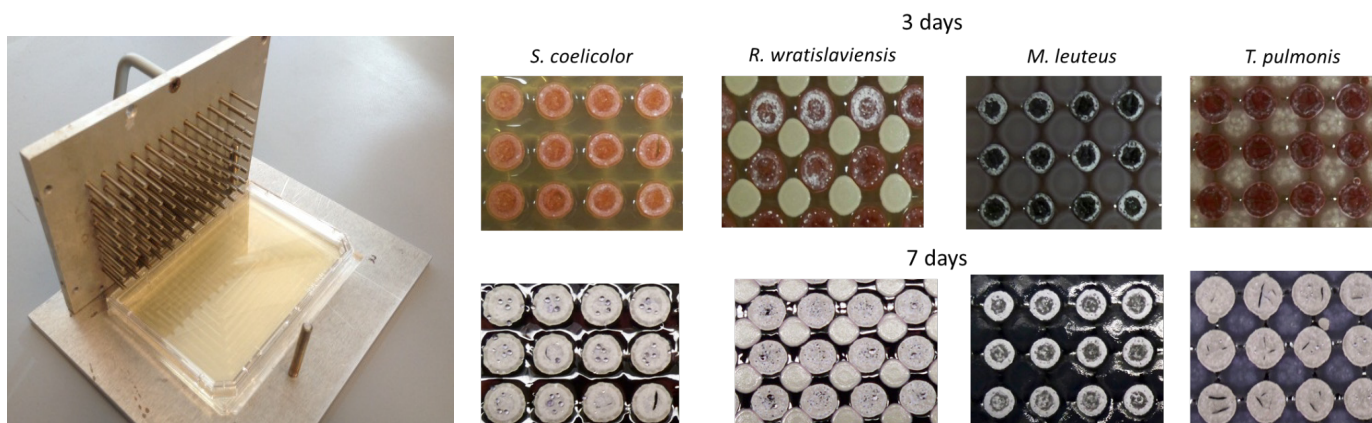 3 days
S. coelicolor
R. wratislaviensis
M. leuteus
T. pulmonis
7 days